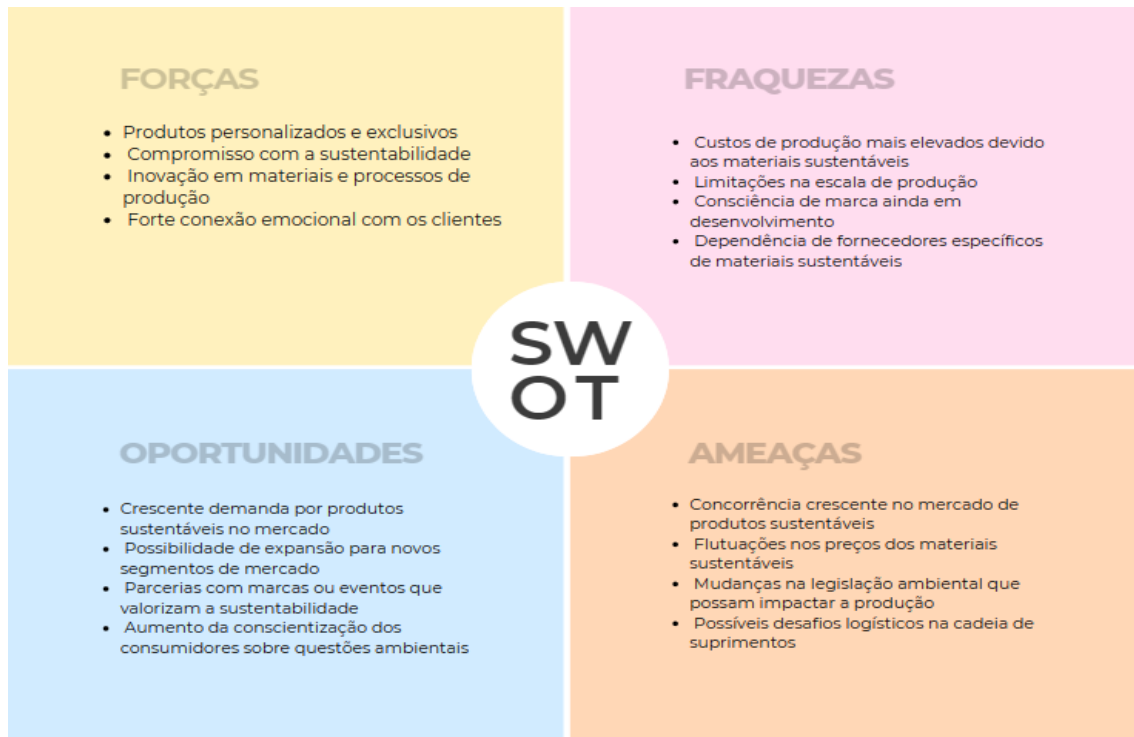 FORÇAS
• Produtos personalizados e exclusivos
• Compromisso com a sustentabilidade
• Inovação em materiais e processos de
produção
• Forte conexão emocional com os clientes
FRAQUEZAS
• Custos de produção mais elevados devido
aos materiais sustentáveis
• Limitações na escala de produção
• Consciência de marca ainda em
desenvolvimento
• Dependência de fornecedores específicos
de materiais sustentáveis
SW
OT
OPORTUNIDADES
• Crescente demanda por produtos
sustentáveis no mercado
• Possibilidade de expansão para novos
segmentos de mercado
• Parcerias com marcas ou eventos que
valorizam a sustentabilidade
• Aumento da conscientização dos
consumidores sobre questões ambientais
AMEAÇAS
• Concorrência crescente no mercado de
produtos sustentáveis
• Flutuações nos preços dos materiais
sustentáveis
• Mudanças na legislação ambiental que
possam impactar a produção
• Possíveis desafios logísticos na cadeia de
suprimentos